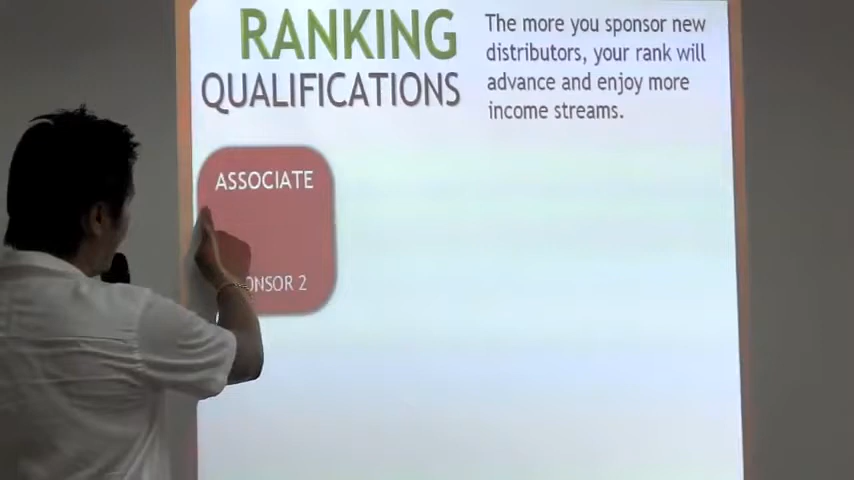 RANKING
QUALIFICATIONS
The more you sponsor new
distributors, your rank will
advance and enjoy more
income streams.
ASSOCIATE
2